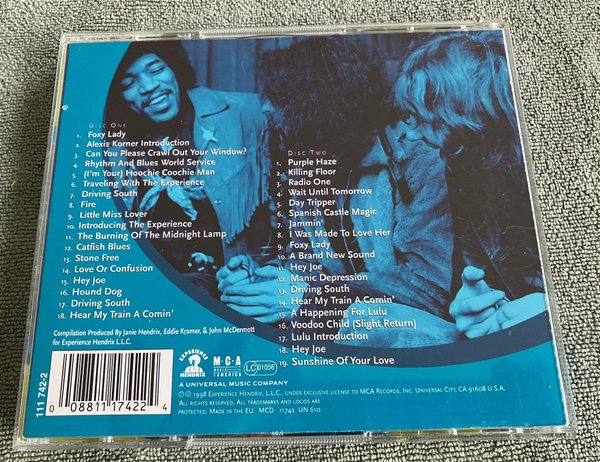 Disc One
1. Foxy Lady
2. Alexis Korner Introduction
3. Can You Please Crawl Out Your Window?
4. Rhythm And Blues World Service
5. (I'm Your) Hoochie Coochie Man
6. Traveling With The Experience
7. Driving South
8. Fire
9. Little Miss Lover
10. Introducing The Experience
11. The Burning Of The Midnight Lamp
12. Catfish Blues
13. Stone Free
14. Love Or Confusion
15. Hey Joe
16. Hound Dog
17. Driving South
18. Hear My Train A Comin'
Disc Two
1. Purple Haze
2. Killing Floor
3. Radio One
4. Wait Until Tomorrow
5. Day Tripper
6. Spanish Castle Magic
7. Jammin'
8. I Was Made To Love Her
9. Foxy Lady
10. A Brand New Sound
11. Hey Joe
12. Manic Depression
13. Driving South
14. Hear My Train A Comin'
15. A Happening For Lulu
16. Voodoo Child (Slight Return)
17. Lulu Introduction
18. Hey Joe
19. Sunshine Of Your Love
Compilation Produced By Janie Hendrix, Eddie Kramer, & John McDermott
for Experience Hendrix L.L.C.
111 742-2
0 08811 17422 4
EXPERIENCE
HENDRIX
M·C·A
MUSIC
AMERICA
LC 01056
A UNIVERSAL MUSIC COMPANY
℗ © 1998 Experience Hendrix, L.L.C., under exclusive license to MCA Records, Inc. Universal City, CA 91608 U.S.A.
All rights reserved. All trademarks and logos are
protected. Made in the EU. MCD 11742 UN 610